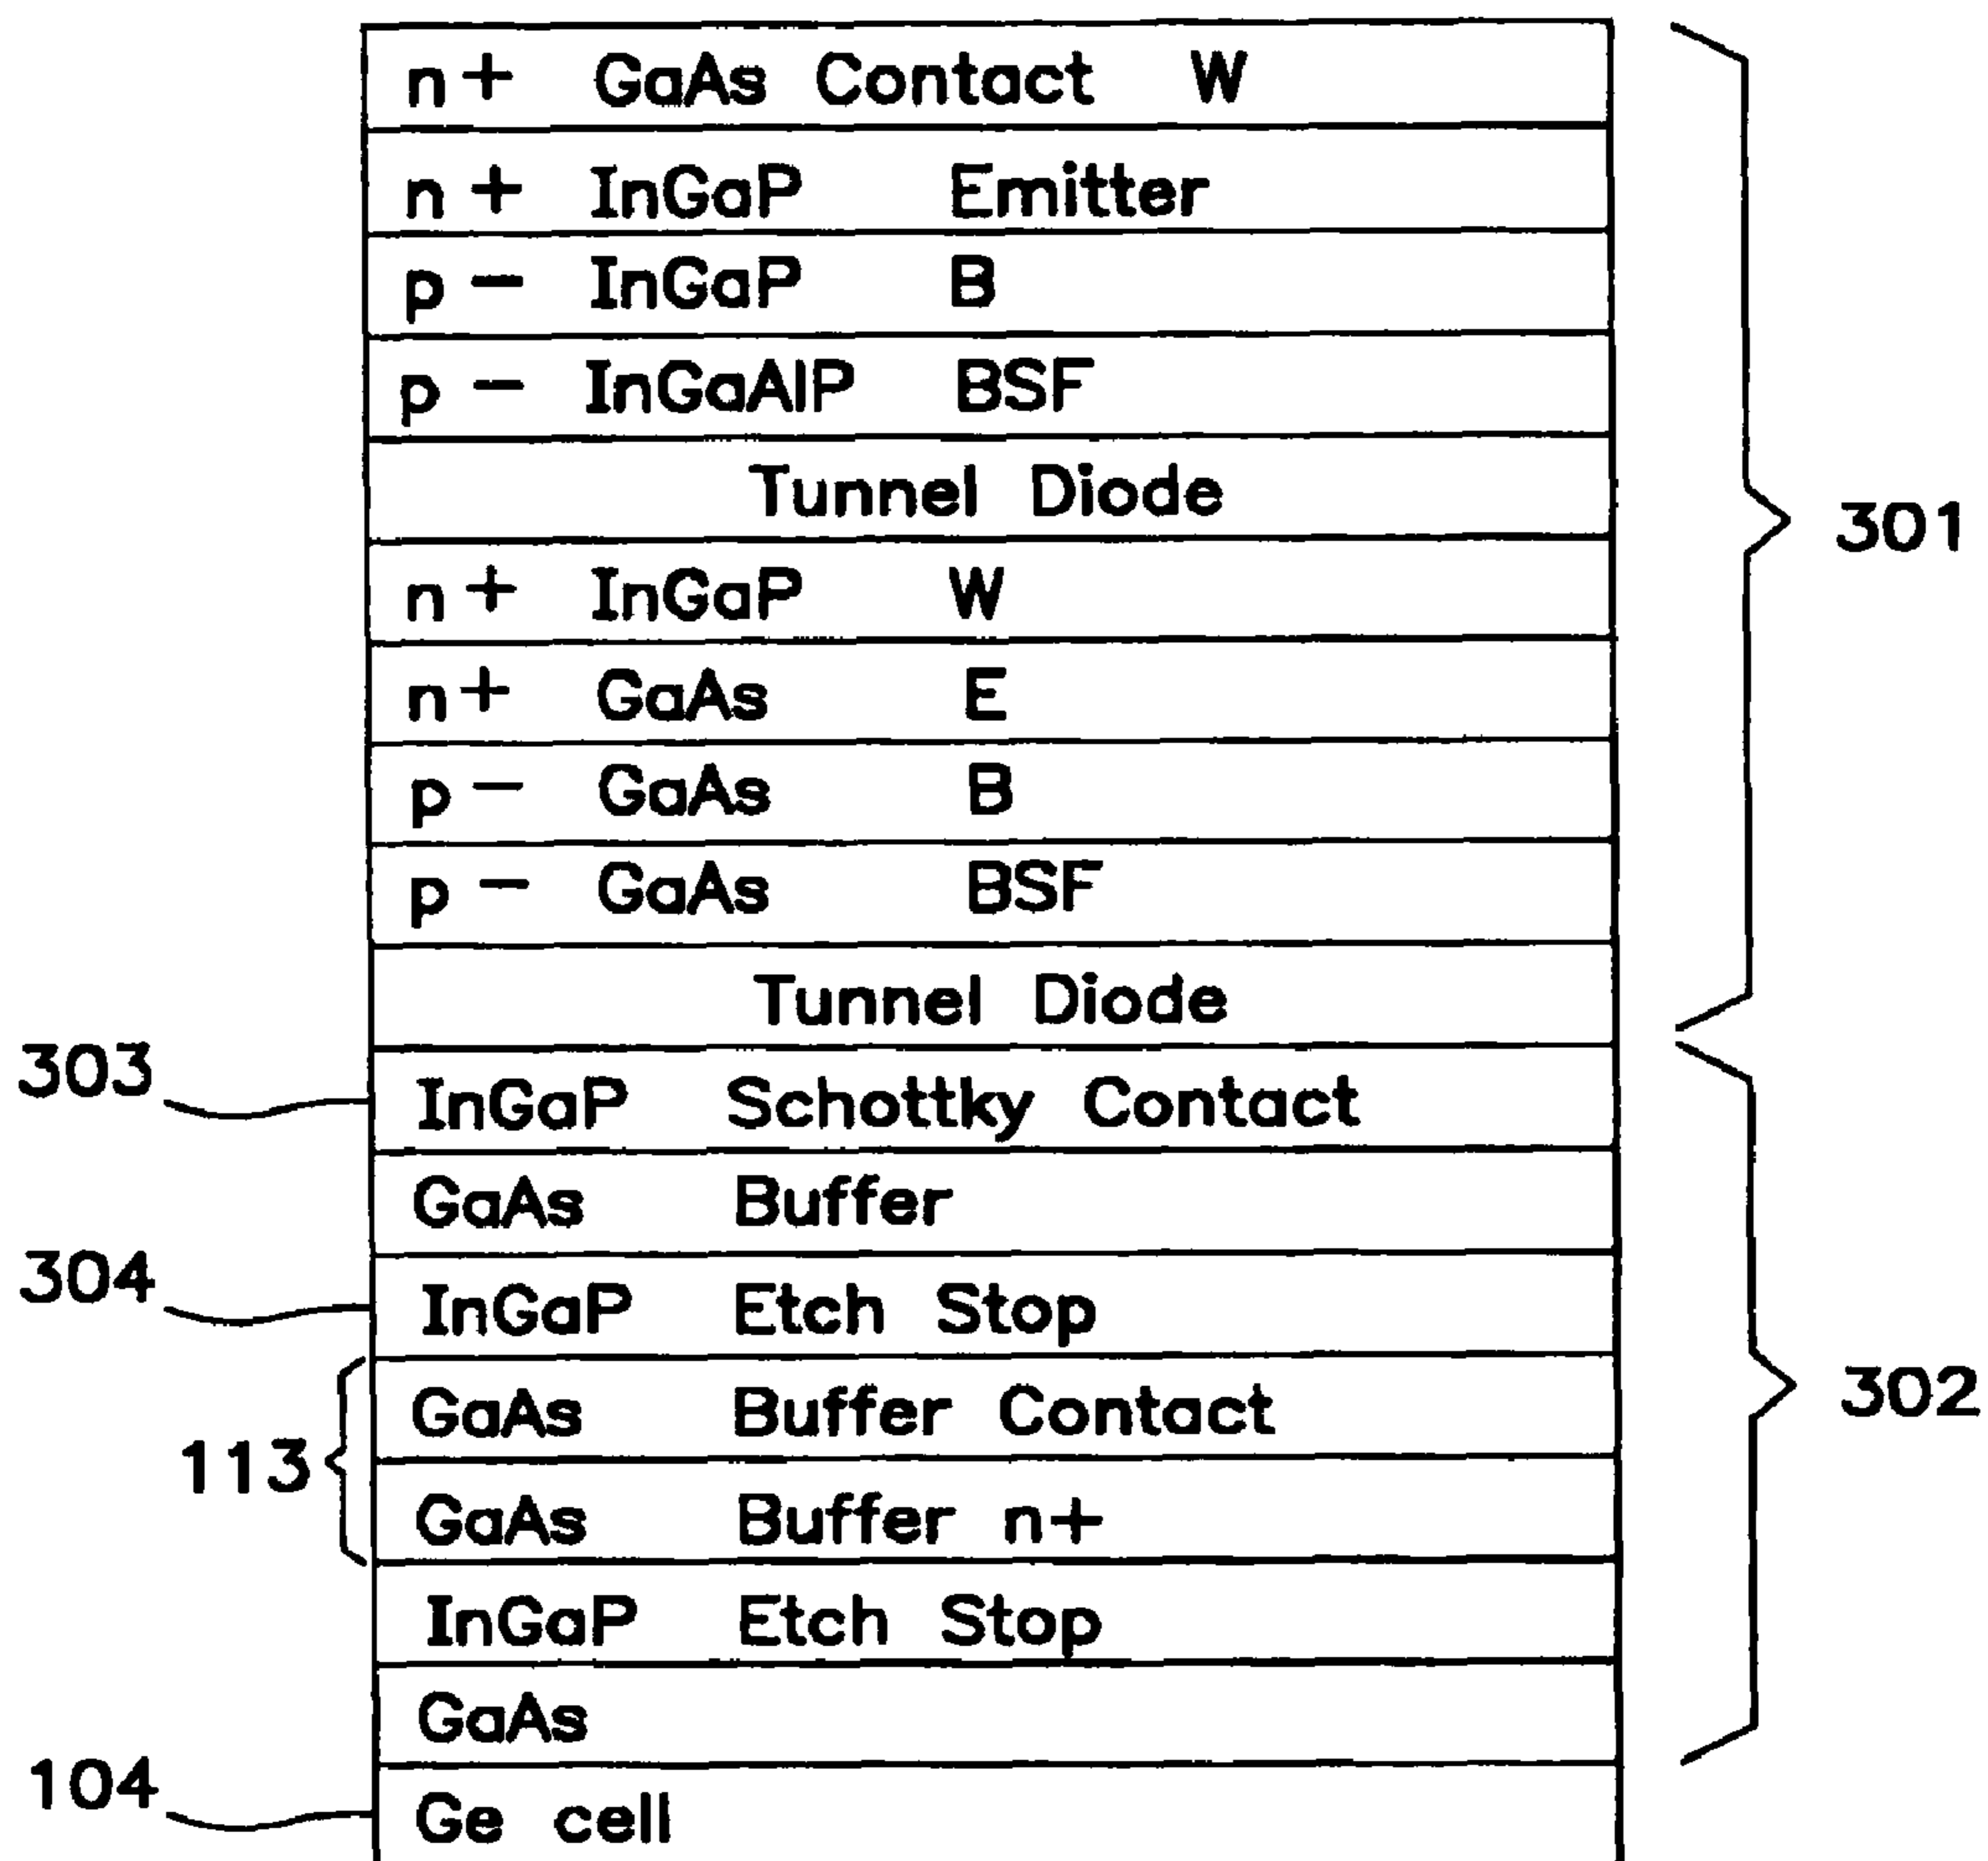 n+ GaAs Contact W
n+ InGaP Emitter
p- InGaP B
p- InGaAlP BSF
Tunnel Diode
301
n+ InGaP W
n+ GaAs E
p- GaAs B
p- GaAs BSF
Tunnel Diode
303
InGaP Schottky Contact
GaAs Buffer
304
InGaP Etch Stop
302
GaAs Buffer Contact
113
GaAs Buffer n+
InGaP Etch Stop
GaAs
104
Ge cell